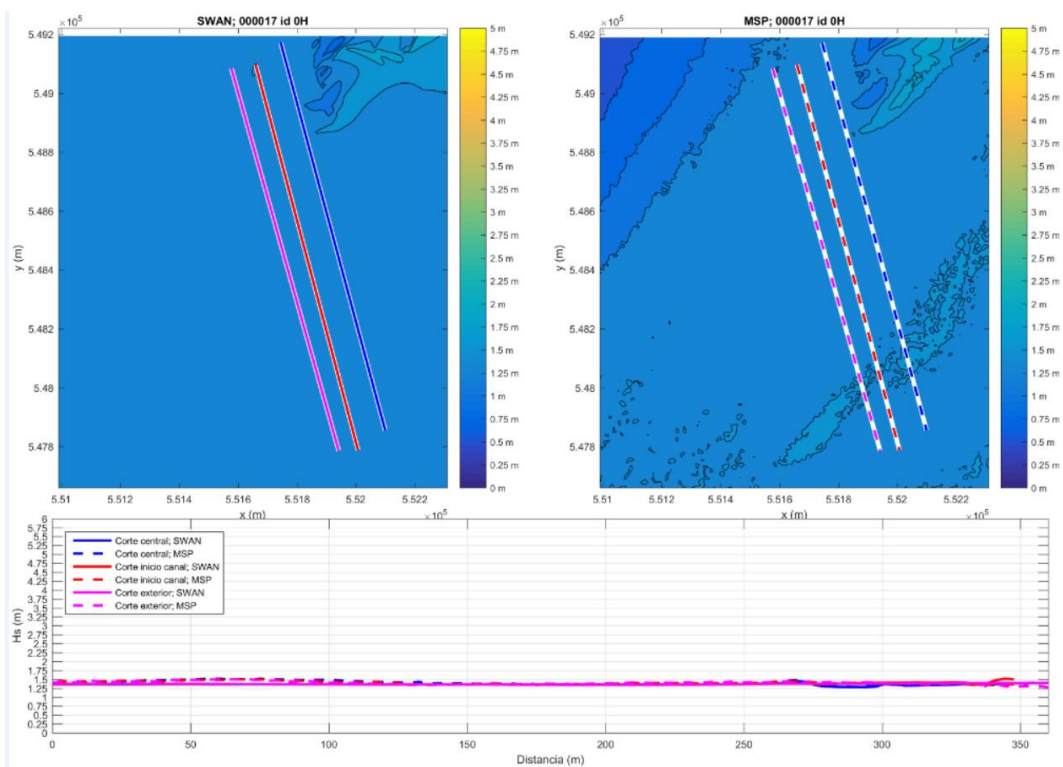 SWAN; 000017 id 0H
×10⁵
5.492
5.49
5.488
5.486
5.484
5.482
5.48
5.478
y (m)
5.51
5.512
5.514
5.516
5.518
5.52
5.522
x (m)
×10⁵
5 m
4.75 m
4.5 m
4.25 m
4 m
3.75 m
3.5 m
3.25 m
3 m
2.75 m
2.5 m
2.25 m
2 m
1.75 m
1.5 m
1.25 m
1 m
0.75 m
0.5 m
0.25 m
0 m
MSP; 000017 id 0H
×10⁵
5.492
5.49
5.488
5.486
5.484
5.482
5.48
5.478
y (m)
5.51
5.512
5.514
5.516
5.518
5.52
5.522
x (m)
×10⁵
5 m
4.75 m
4.5 m
4.25 m
4 m
3.75 m
3.5 m
3.25 m
3 m
2.75 m
2.5 m
2.25 m
2 m
1.75 m
1.5 m
1.25 m
1 m
0.75 m
0.5 m
0.25 m
0 m
6
5.75
5.5
5.25
5
4.75
4.5
4.25
4
3.75
3.5
3.25
3
2.75
2.5
2.25
2
1.75
1.5
1.25
1
0.75
0.5
0.25
0
Hs (m)
Corte central; SWAN
Corte central; MSP
Corte inicio canal; SWAN
Corte inicio canal; MSP
Corte exterior; SWAN
Corte exterior; MSP
0
50
100
150
200
250
300
350
Distancia (m)